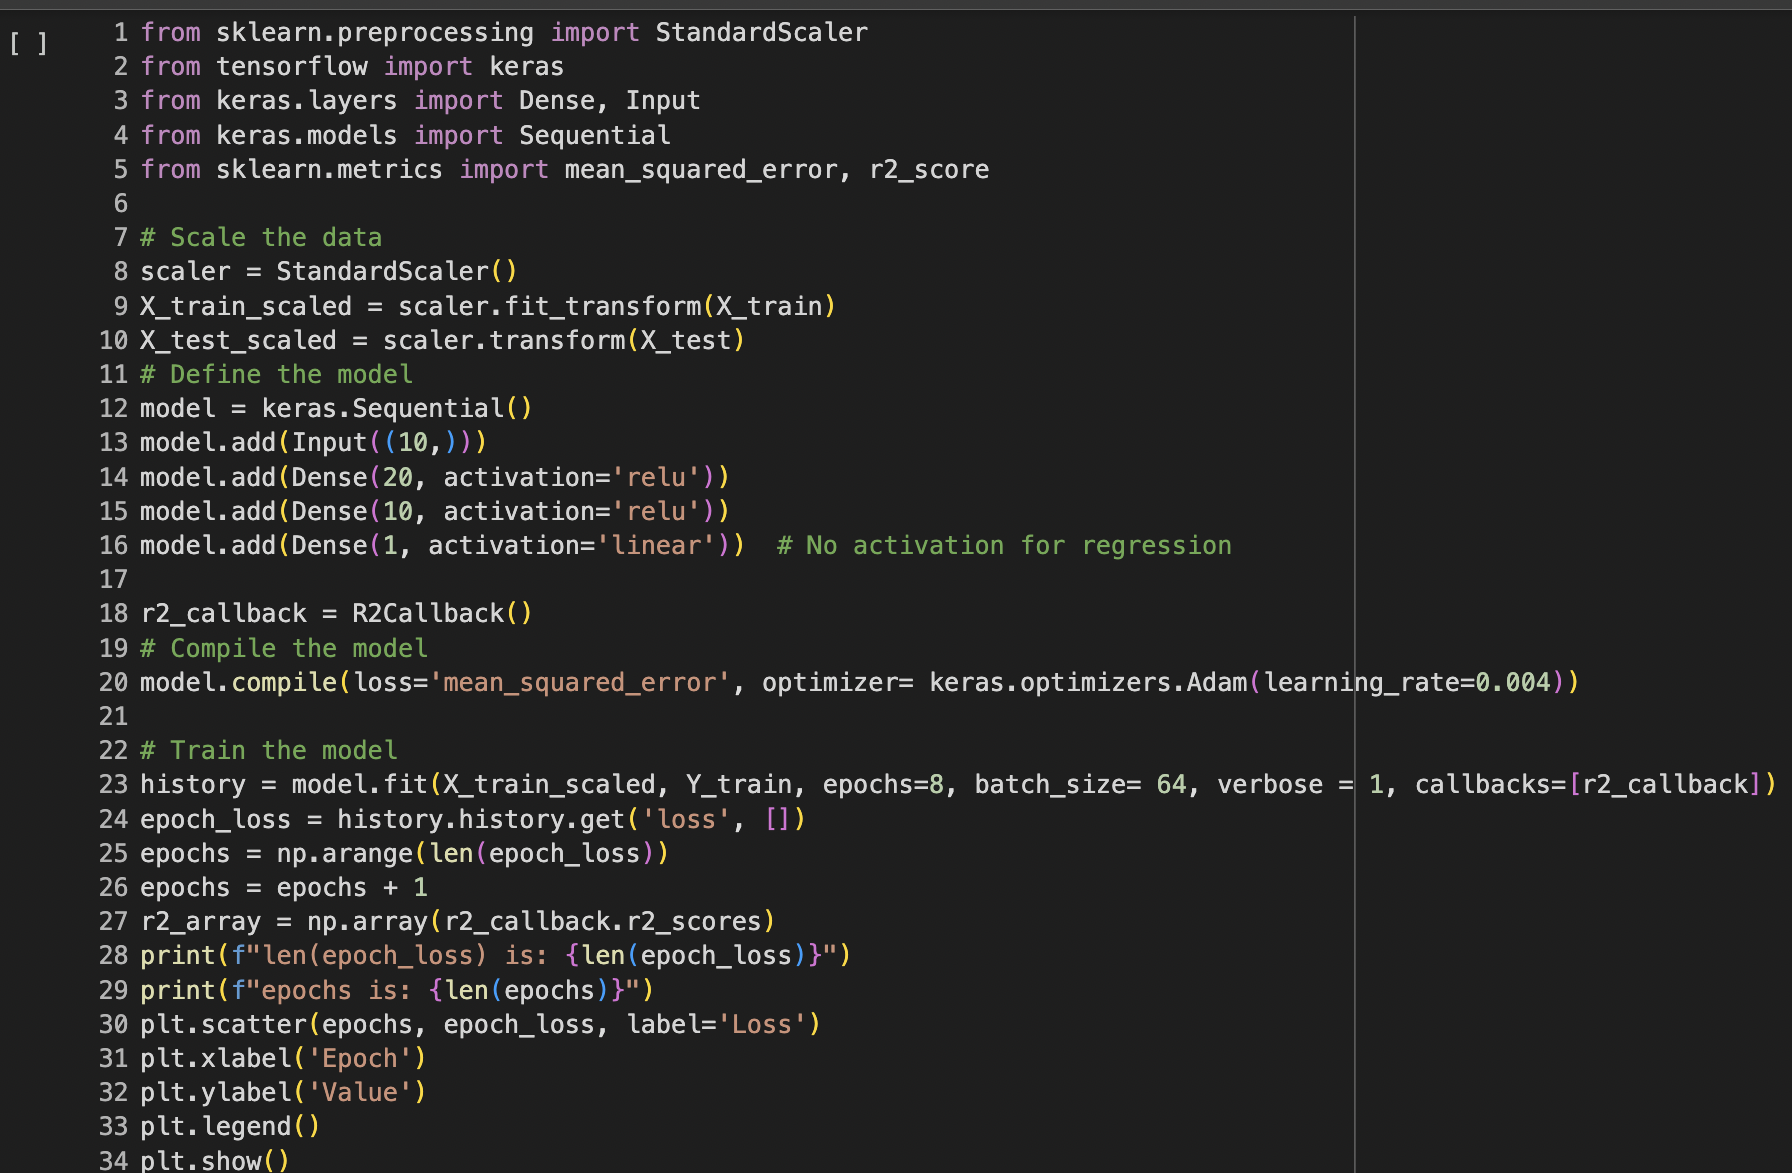 [ ]
1 from sklearn.preprocessing import StandardScaler
2 from tensorflow import keras
3 from keras.layers import Dense, Input
4 from keras.models import Sequential
5 from sklearn.metrics import mean_squared_error, r2_score
6
7 # Scale the data
8 scaler = StandardScaler()
9 X_train_scaled = scaler.fit_transform(X_train)
10 X_test_scaled = scaler.transform(X_test)
11 # Define the model
12 model = keras.Sequential()
13 model.add(Input((10,)))
14 model.add(Dense(20, activation='relu'))
15 model.add(Dense(10, activation='relu'))
16 model.add(Dense(1, activation='linear'))  # No activation for regression
17
18 r2_callback = R2Callback()
19 # Compile the model
20 model.compile(loss='mean_squared_error', optimizer= keras.optimizers.Adam(learning_rate=0.004))
21
22 # Train the model
23 history = model.fit(X_train_scaled, Y_train, epochs=8, batch_size= 64, verbose = 1, callbacks=[r2_callback])
24 epoch_loss = history.history.get('loss', [])
25 epochs = np.arange(len(epoch_loss))
26 epochs = epochs + 1
27 r2_array = np.array(r2_callback.r2_scores)
28 print(f"len(epoch_loss) is: {len(epoch_loss)}")
29 print(f"epochs is: {len(epochs)}")
30 plt.scatter(epochs, epoch_loss, label='Loss')
31 plt.xlabel('Epoch')
32 plt.ylabel('Value')
33 plt.legend()
34 plt.show()